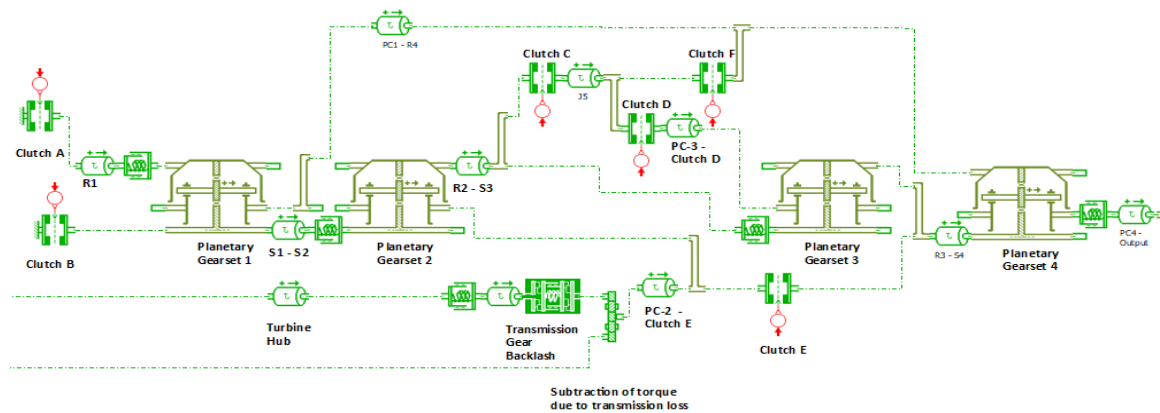 PC1 - R4
Clutch C
Clutch F
J5
Clutch D
Clutch A
R1
R2 - S3
PC-3 -
Clutch D
Clutch B
Planetary
Gearset 1
S1 - S2
Planetary
Gearset 2
Planetary
Gearset 3
R3 - S4
Planetary
Gearset 4
PC4 -
Output
Turbine
Hub
Transmission
Gear
Backlash
PC-2 -
Clutch E
Clutch E
Subtraction of torque
due to transmission loss